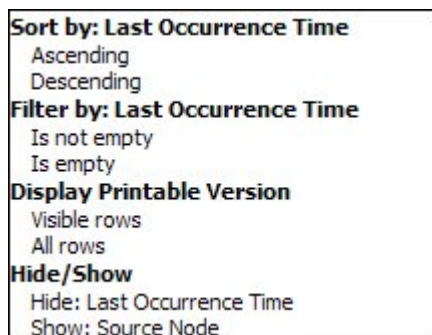 Sort by: Last Occurrence Time
Ascending
Descending
Filter by: Last Occurrence Time
Is not empty
Is empty
Display Printable Version
Visible rows
All rows
Hide/Show
Hide: Last Occurrence Time
Show: Source Node